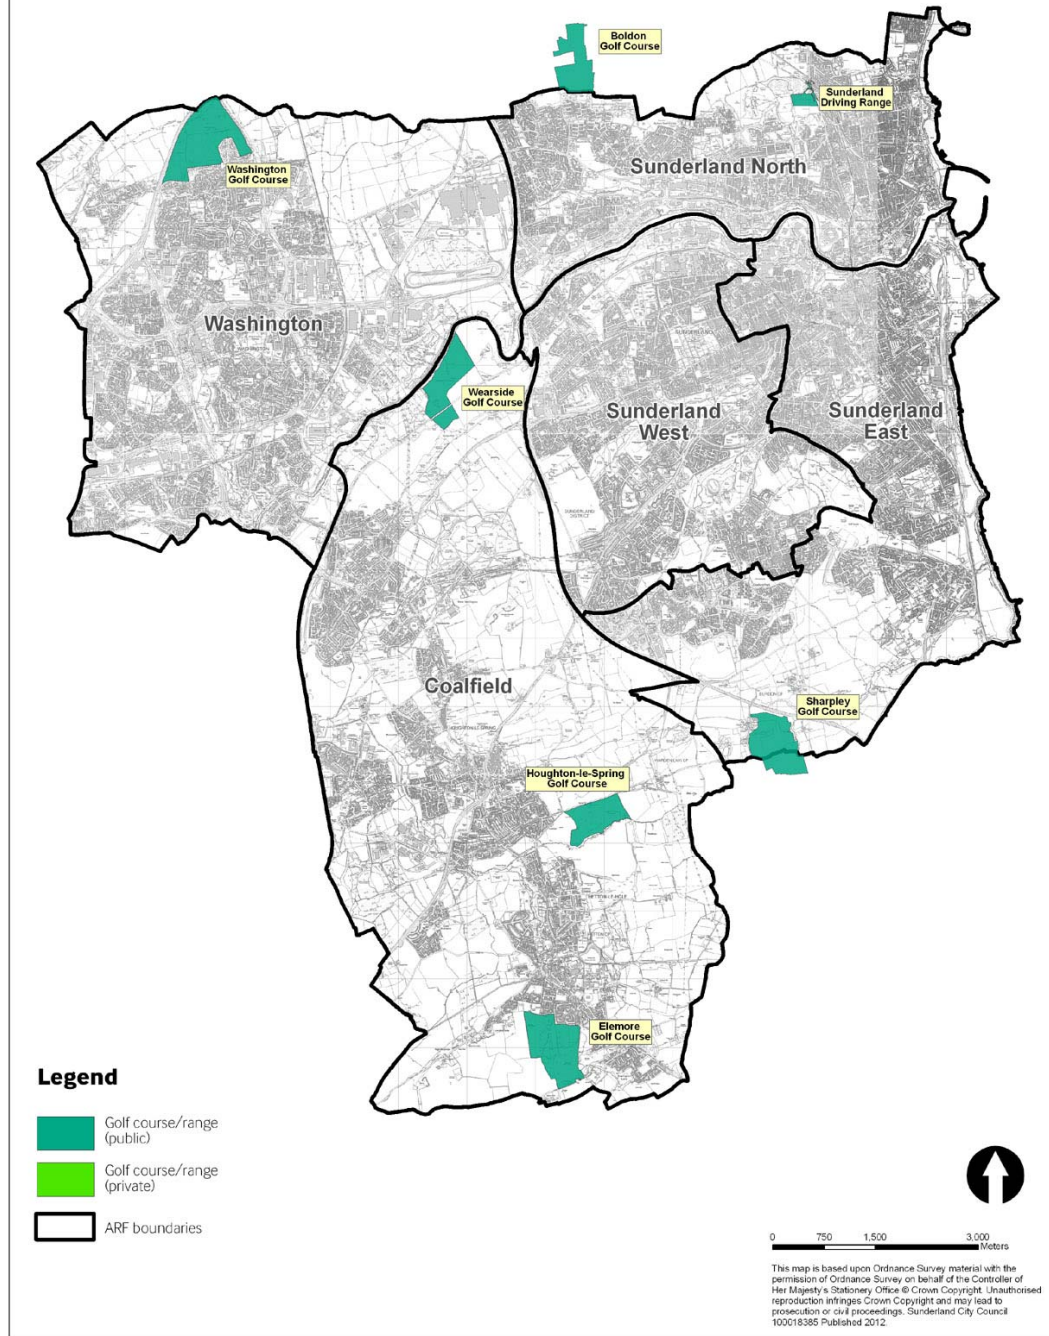 Boldon
Golf Course
Sunderland
Driving Range
Sunderland North
Washington
Golf Course
Washington
Wearside
Golf Course
Sunderland
West
Sunderland
East
Coalfield
Sharpley
Golf Course
Houghton-le-Spring
Golf Course
Elemore
Golf Course
Legend
Golf course/range
(public)
Golf course/range
(private)
ARF boundaries
0 750 1,500 3,000
Meters
This map is based upon Ordnance Survey material with the
permission of Ordnance Survey on behalf of the Controller of
Her Majesty's Stationery Office © Crown Copyright. Unauthorised
reproduction infringes Crown Copyright and may lead to
prosecution or civil proceedings. Sunderland City Council
100018385 Published 2012.